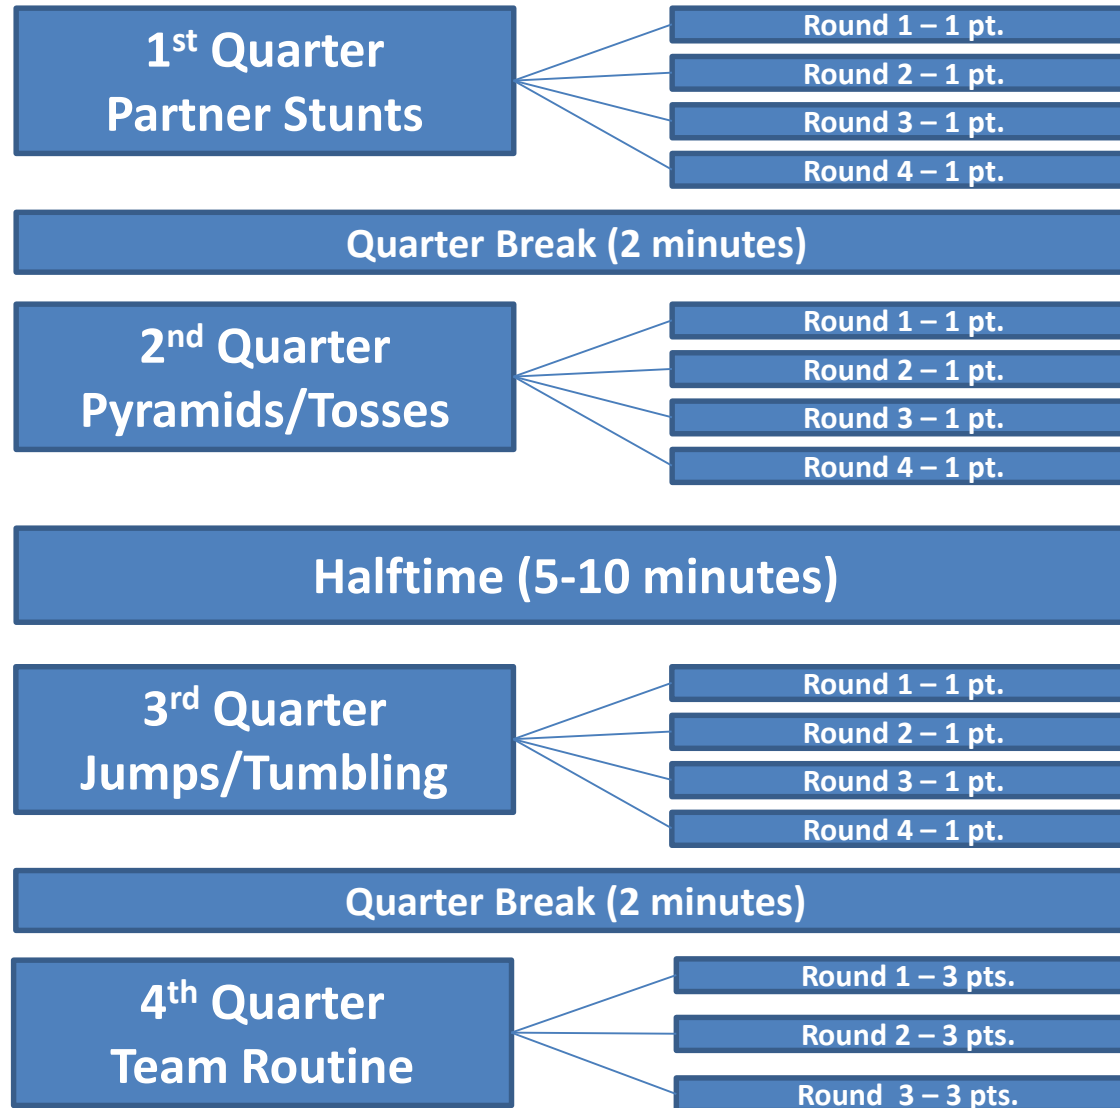 1st Quarter
Partner Stunts
Round 1 – 1 pt.
Round 2 – 1 pt.
Round 3 – 1 pt.
Round 4 – 1 pt.
Quarter Break (2 minutes)
2nd Quarter
Pyramids/Tosses
Round 1 – 1 pt.
Round 2 – 1 pt.
Round 3 – 1 pt.
Round 4 – 1 pt.
Halftime (5-10 minutes)
3rd Quarter
Jumps/Tumbling
Round 1 – 1 pt.
Round 2 – 1 pt.
Round 3 – 1 pt.
Round 4 – 1 pt.
Quarter Break (2 minutes)
4th Quarter
Team Routine
Round 1 – 3 pts.
Round 2 – 3 pts.
Round  3 – 3 pts.